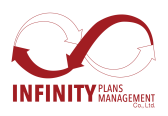 INFINITY PLANS
MANAGEMENT
Co., Ltd.